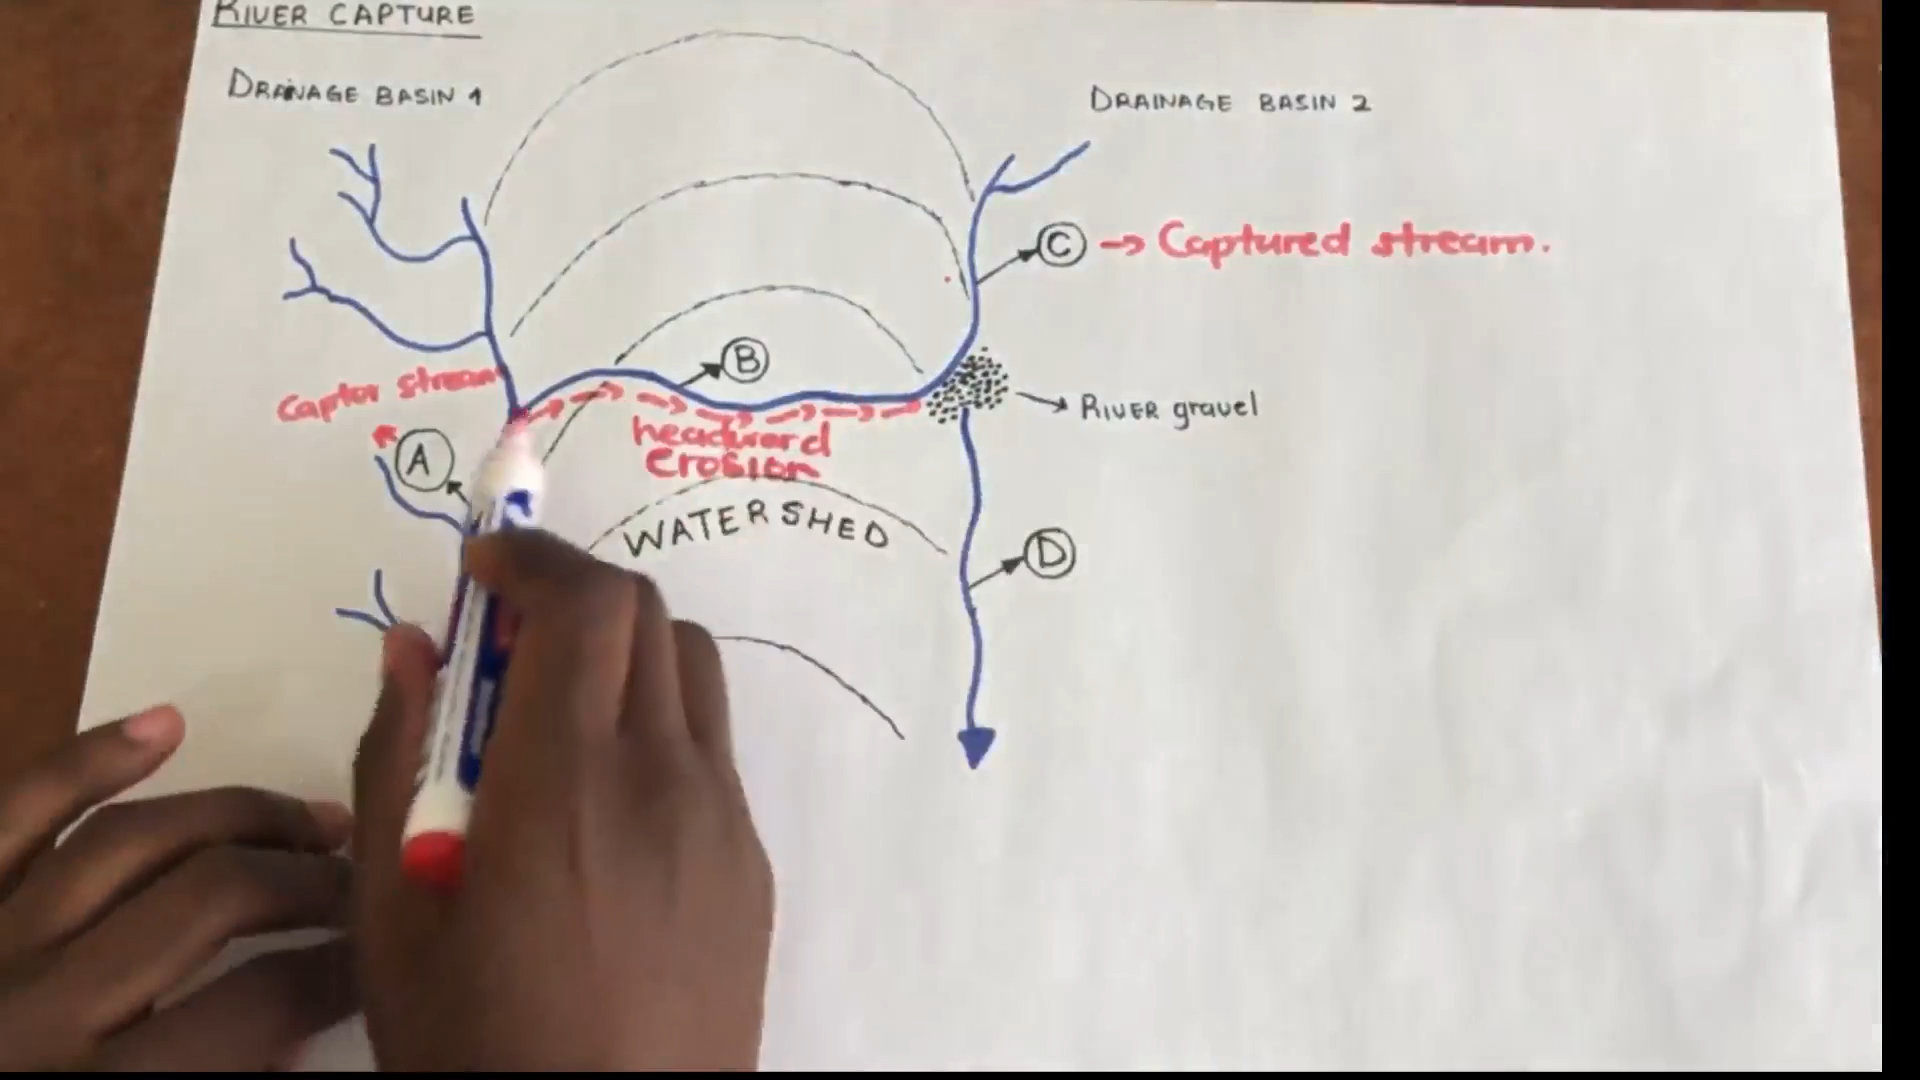 RIVER CAPTURE
DRAINAGE BASIN 1
DRAINAGE BASIN 2
C → Captured stream.
B
Captor stream
RIVER gravel
headward
erosion
A
WATERSHED
D